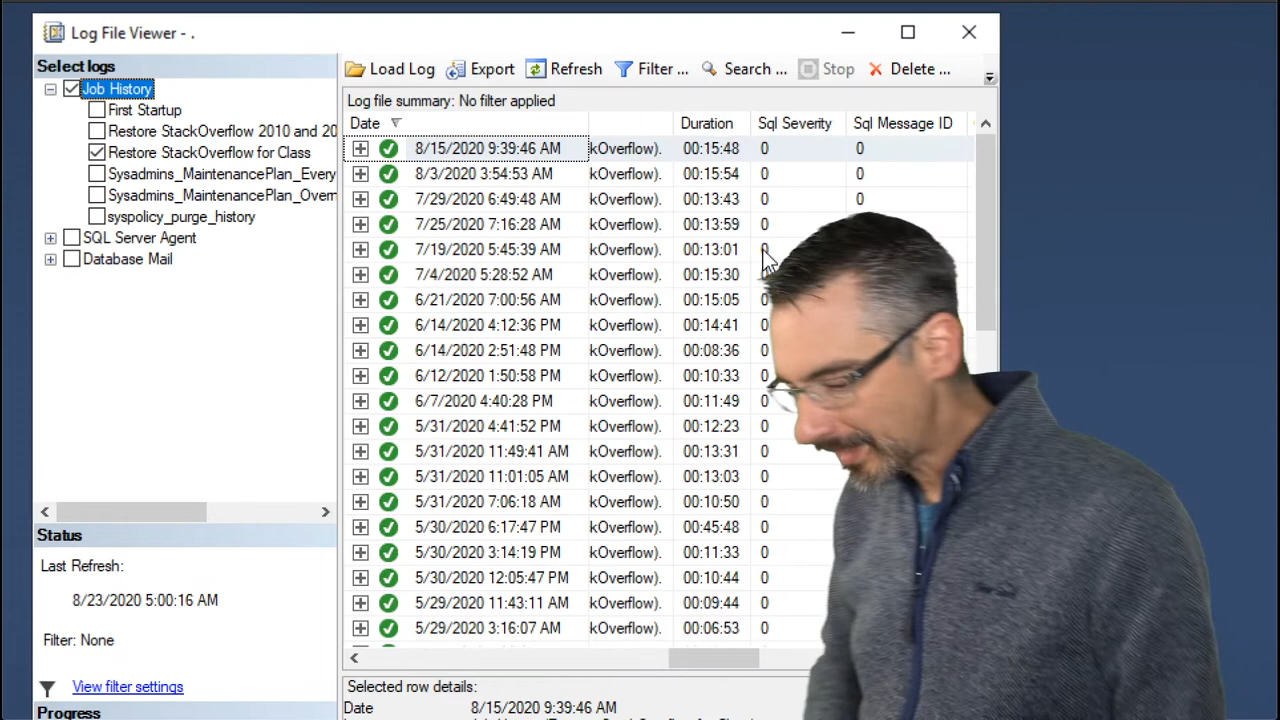 Log File Viewer - .
Select logs
Job History
First Startup
Restore StackOverflow 2010 and 20
Restore StackOverflow for Class
Sysadmins_MaintenancePlan_Every
Sysadmins_MaintenancePlan_Overn
syspolicy_purge_history
SQL Server Agent
Database Mail
Status
Last Refresh:
8/23/2020 5:00:16 AM
Filter: None
View filter settings
Progress
Load Log Export Refresh Filter ... Search ... Stop Delete ...
Log file summary: No filter applied
Date Duration Sql Severity Sql Message ID
8/15/2020 9:39:46 AM kOverflow). 00:15:48 0 0
8/3/2020 3:54:53 AM kOverflow). 00:15:54 0 0
7/29/2020 6:49:48 AM kOverflow). 00:13:43 0 0
7/25/2020 7:16:28 AM kOverflow). 00:13:59 0
7/19/2020 5:45:39 AM kOverflow). 00:13:01 0
7/4/2020 5:28:52 AM kOverflow). 00:15:30 0
6/21/2020 7:00:56 AM kOverflow). 00:15:05 0
6/14/2020 4:12:36 PM kOverflow). 00:14:41 0
6/14/2020 2:51:48 PM kOverflow). 00:08:36 0
6/12/2020 1:50:58 PM kOverflow). 00:10:33 0
6/7/2020 4:40:28 PM kOverflow). 00:11:49 0
5/31/2020 4:41:52 PM kOverflow). 00:12:23 0
5/31/2020 11:49:41 AM kOverflow). 00:13:31 0
5/31/2020 11:01:05 AM kOverflow). 00:13:03 0
5/31/2020 7:06:18 AM kOverflow). 00:10:50 0
5/30/2020 6:17:47 PM kOverflow). 00:45:48 0
5/30/2020 3:14:19 PM kOverflow). 00:11:33 0
5/30/2020 12:05:47 PM kOverflow). 00:10:44 0
5/29/2020 11:43:11 AM kOverflow). 00:09:44 0
5/29/2020 3:16:07 AM kOverflow). 00:06:53 0
Selected row details:
Date 8/15/2020 9:39:46 AM